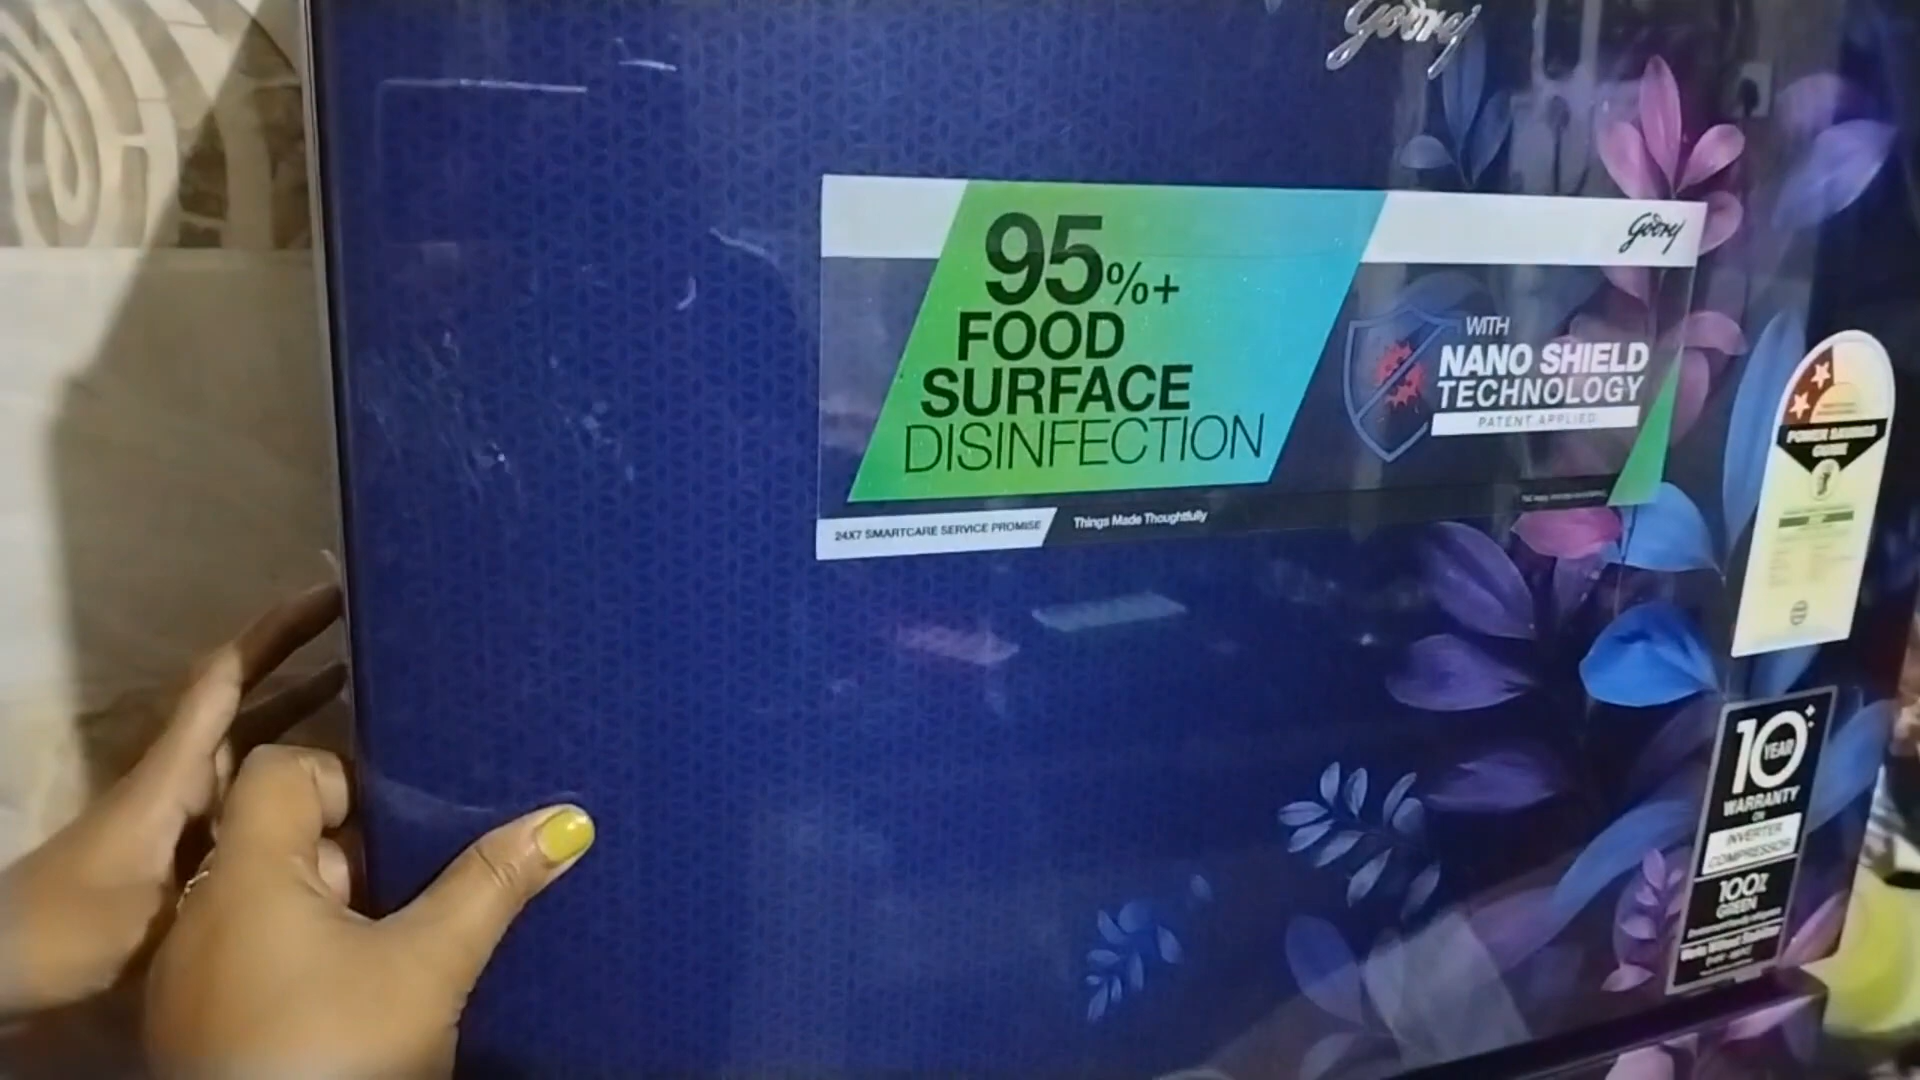 Godrej
Godrej
95%+
FOOD
SURFACE
DISINFECTION
WITH
NANO SHIELD
TECHNOLOGY
PATENT APPLIED
24X7 SMARTCARE SERVICE PROMISE
Things Made Thoughtfully
POWER SAVINGS
GUIDE
10
YEAR
WARRANTY
ON
INVERTER
COMPRESSOR
100%
GREEN